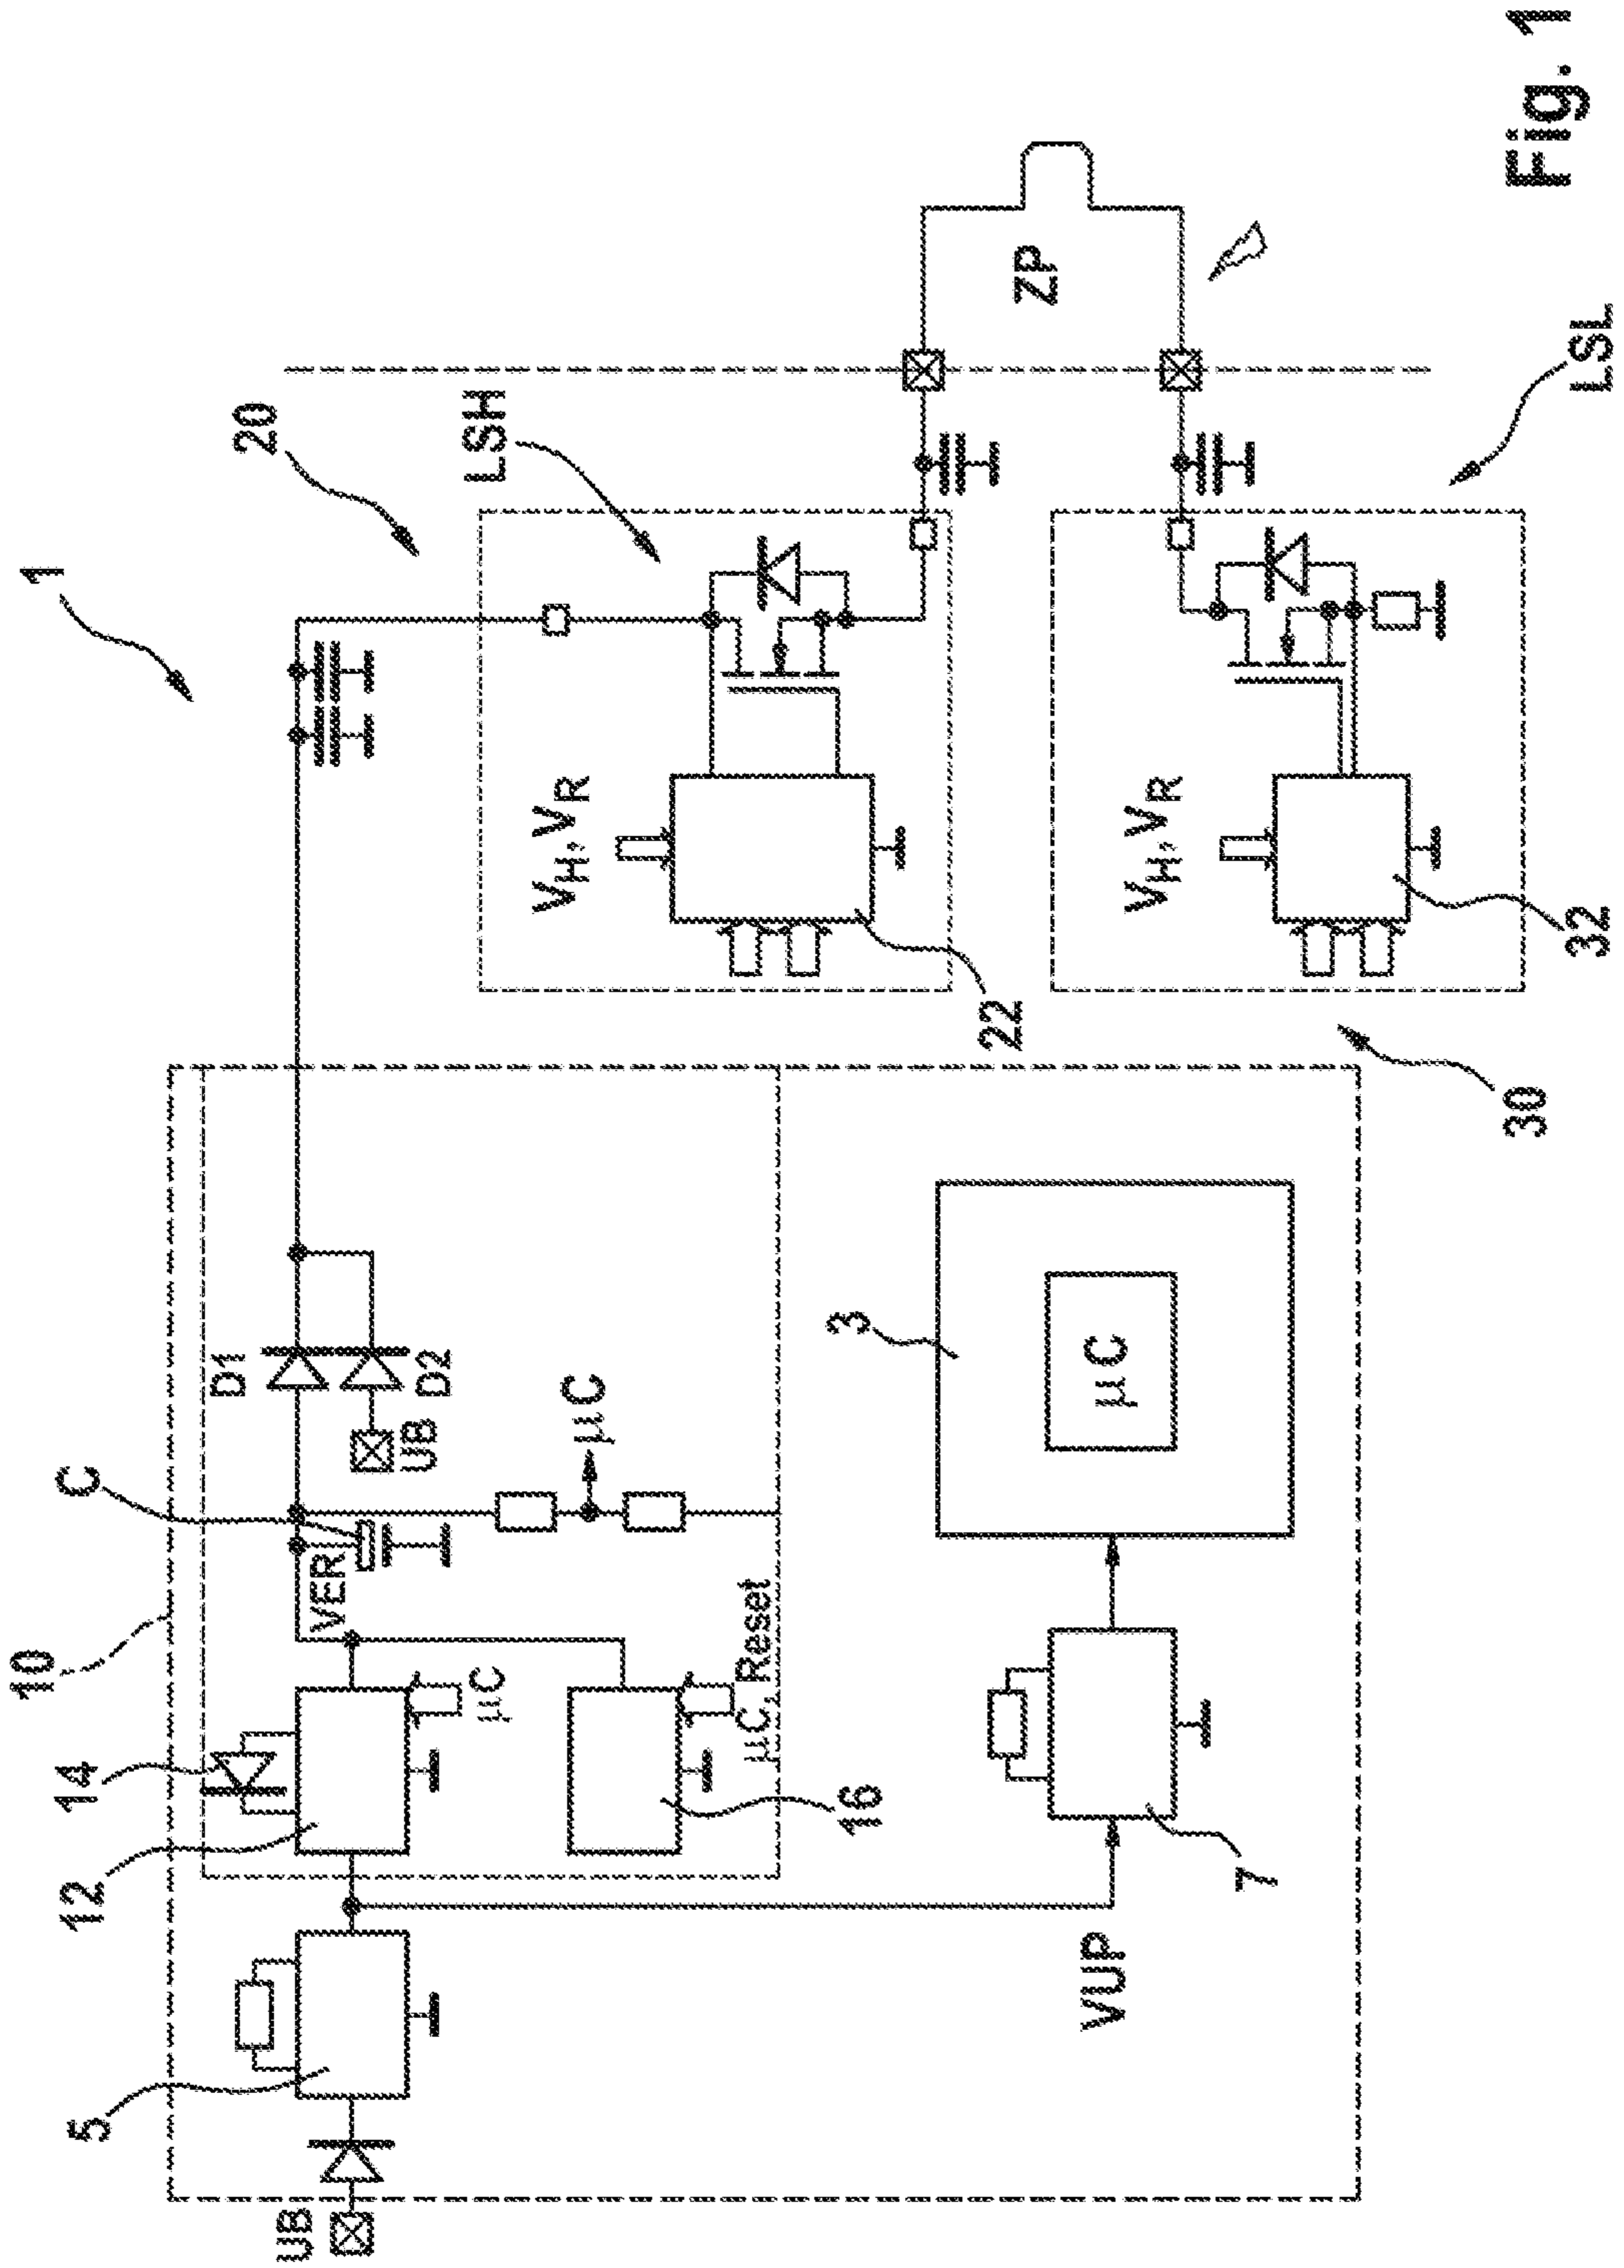 1
10
C
14
12
5
UB
D1
D2
UB
VER
µC
µC
µC, Reset
16
VUP
7
3
µC
20
LSH
VH, VR
22
ZP
LSL
VH, VR
32
30
Fig. 1